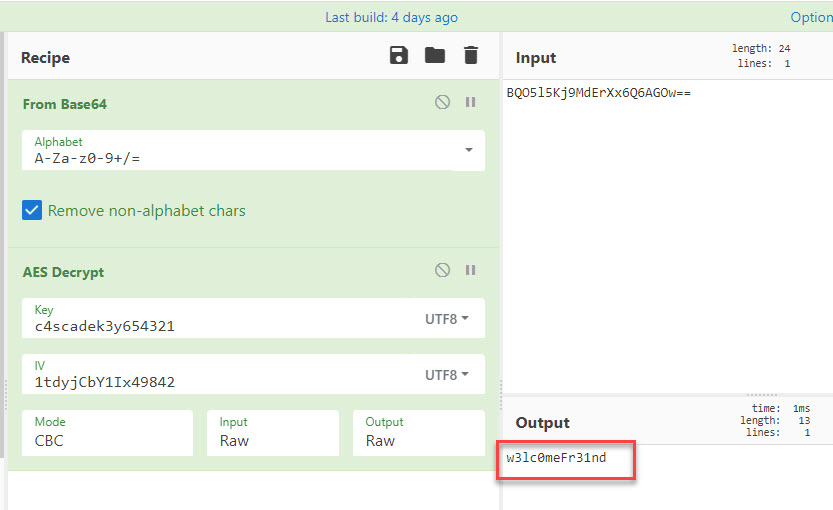 Last build: 4 days ago
Option
Recipe
From Base64
Alphabet
A-Za-z0-9+/=
Remove non-alphabet chars
AES Decrypt
Key
c4scadek3y654321
UTF8
IV
1tdyjCbY1Ix49842
UTF8
Mode
CBC
Input
Raw
Output
Raw
Input
length: 24
lines: 1
BQO5l5Kj9MdErXx6Q6AGOw==
Output
time: 1ms
length: 13
lines: 1
w3lc0meFr31nd